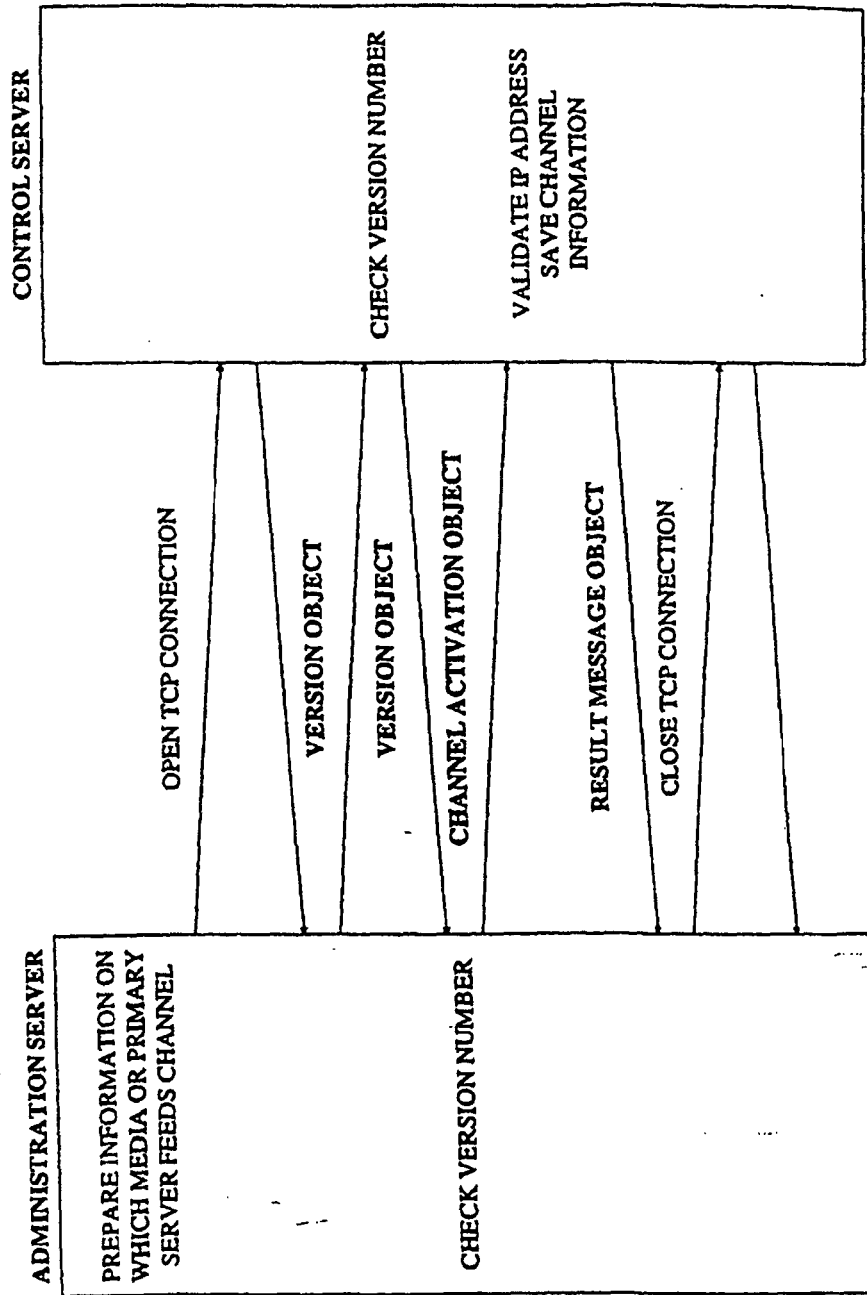 ADMINISTRATION SERVER
PREPARE INFORMATION ON
WHICH MEDIA OR PRIMARY
SERVER FEEDS CHANNEL
CHECK VERSION NUMBER
OPEN TCP CONNECTION
VERSION OBJECT
VERSION OBJECT
CHANNEL ACTIVATION OBJECT
RESULT MESSAGE OBJECT
CLOSE TCP CONNECTION
CONTROL SERVER
CHECK VERSION NUMBER
VALIDATE IP ADDRESS
SAVE CHANNEL
INFORMATION